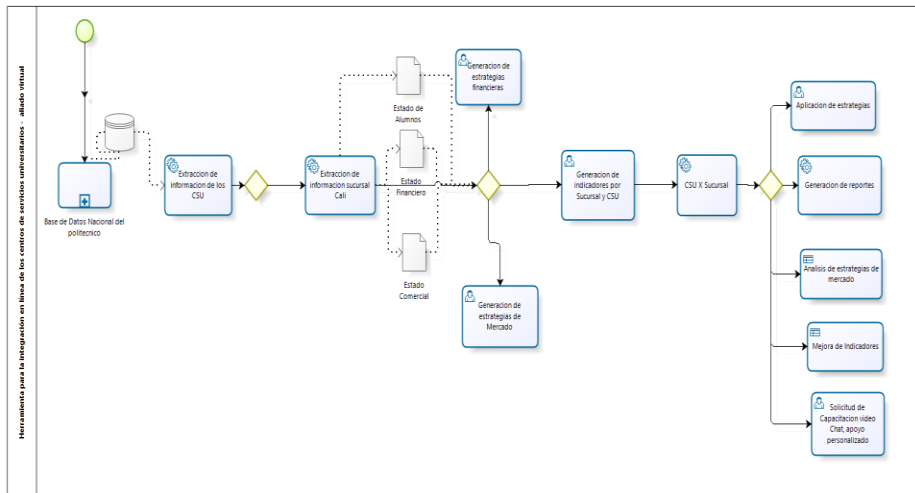 Herramienta para la Integración en línea de los centros de servicios universitarios - aliado virtual
Base de Datos Nacional del
politecnico
Extraccion de
informacion de los
CSU
Extraccion de
informacion sucursal
Cali
Estado de
Alumnos
Estado
Financiero
Estado
Comercial
Generacion de
estrategias
financieras
Generacion de
estrategias de
Mercado
Generacion de
indicadores por
Sucursal y CSU
CSU X Sucursal
Aplicacion de estrategias
Generacion de reportes
Analisis de estrategias de
mercado
Mejora de Indicadores
Solicitud de
Capacitacion video
Chat, apoyo
personalizado